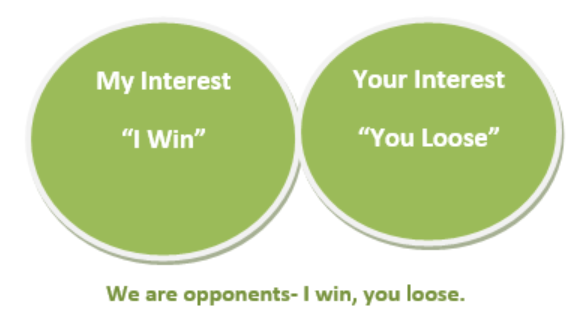 My Interest
“I Win”
Your Interest
“You Loose”
We are opponents- I win, you loose.